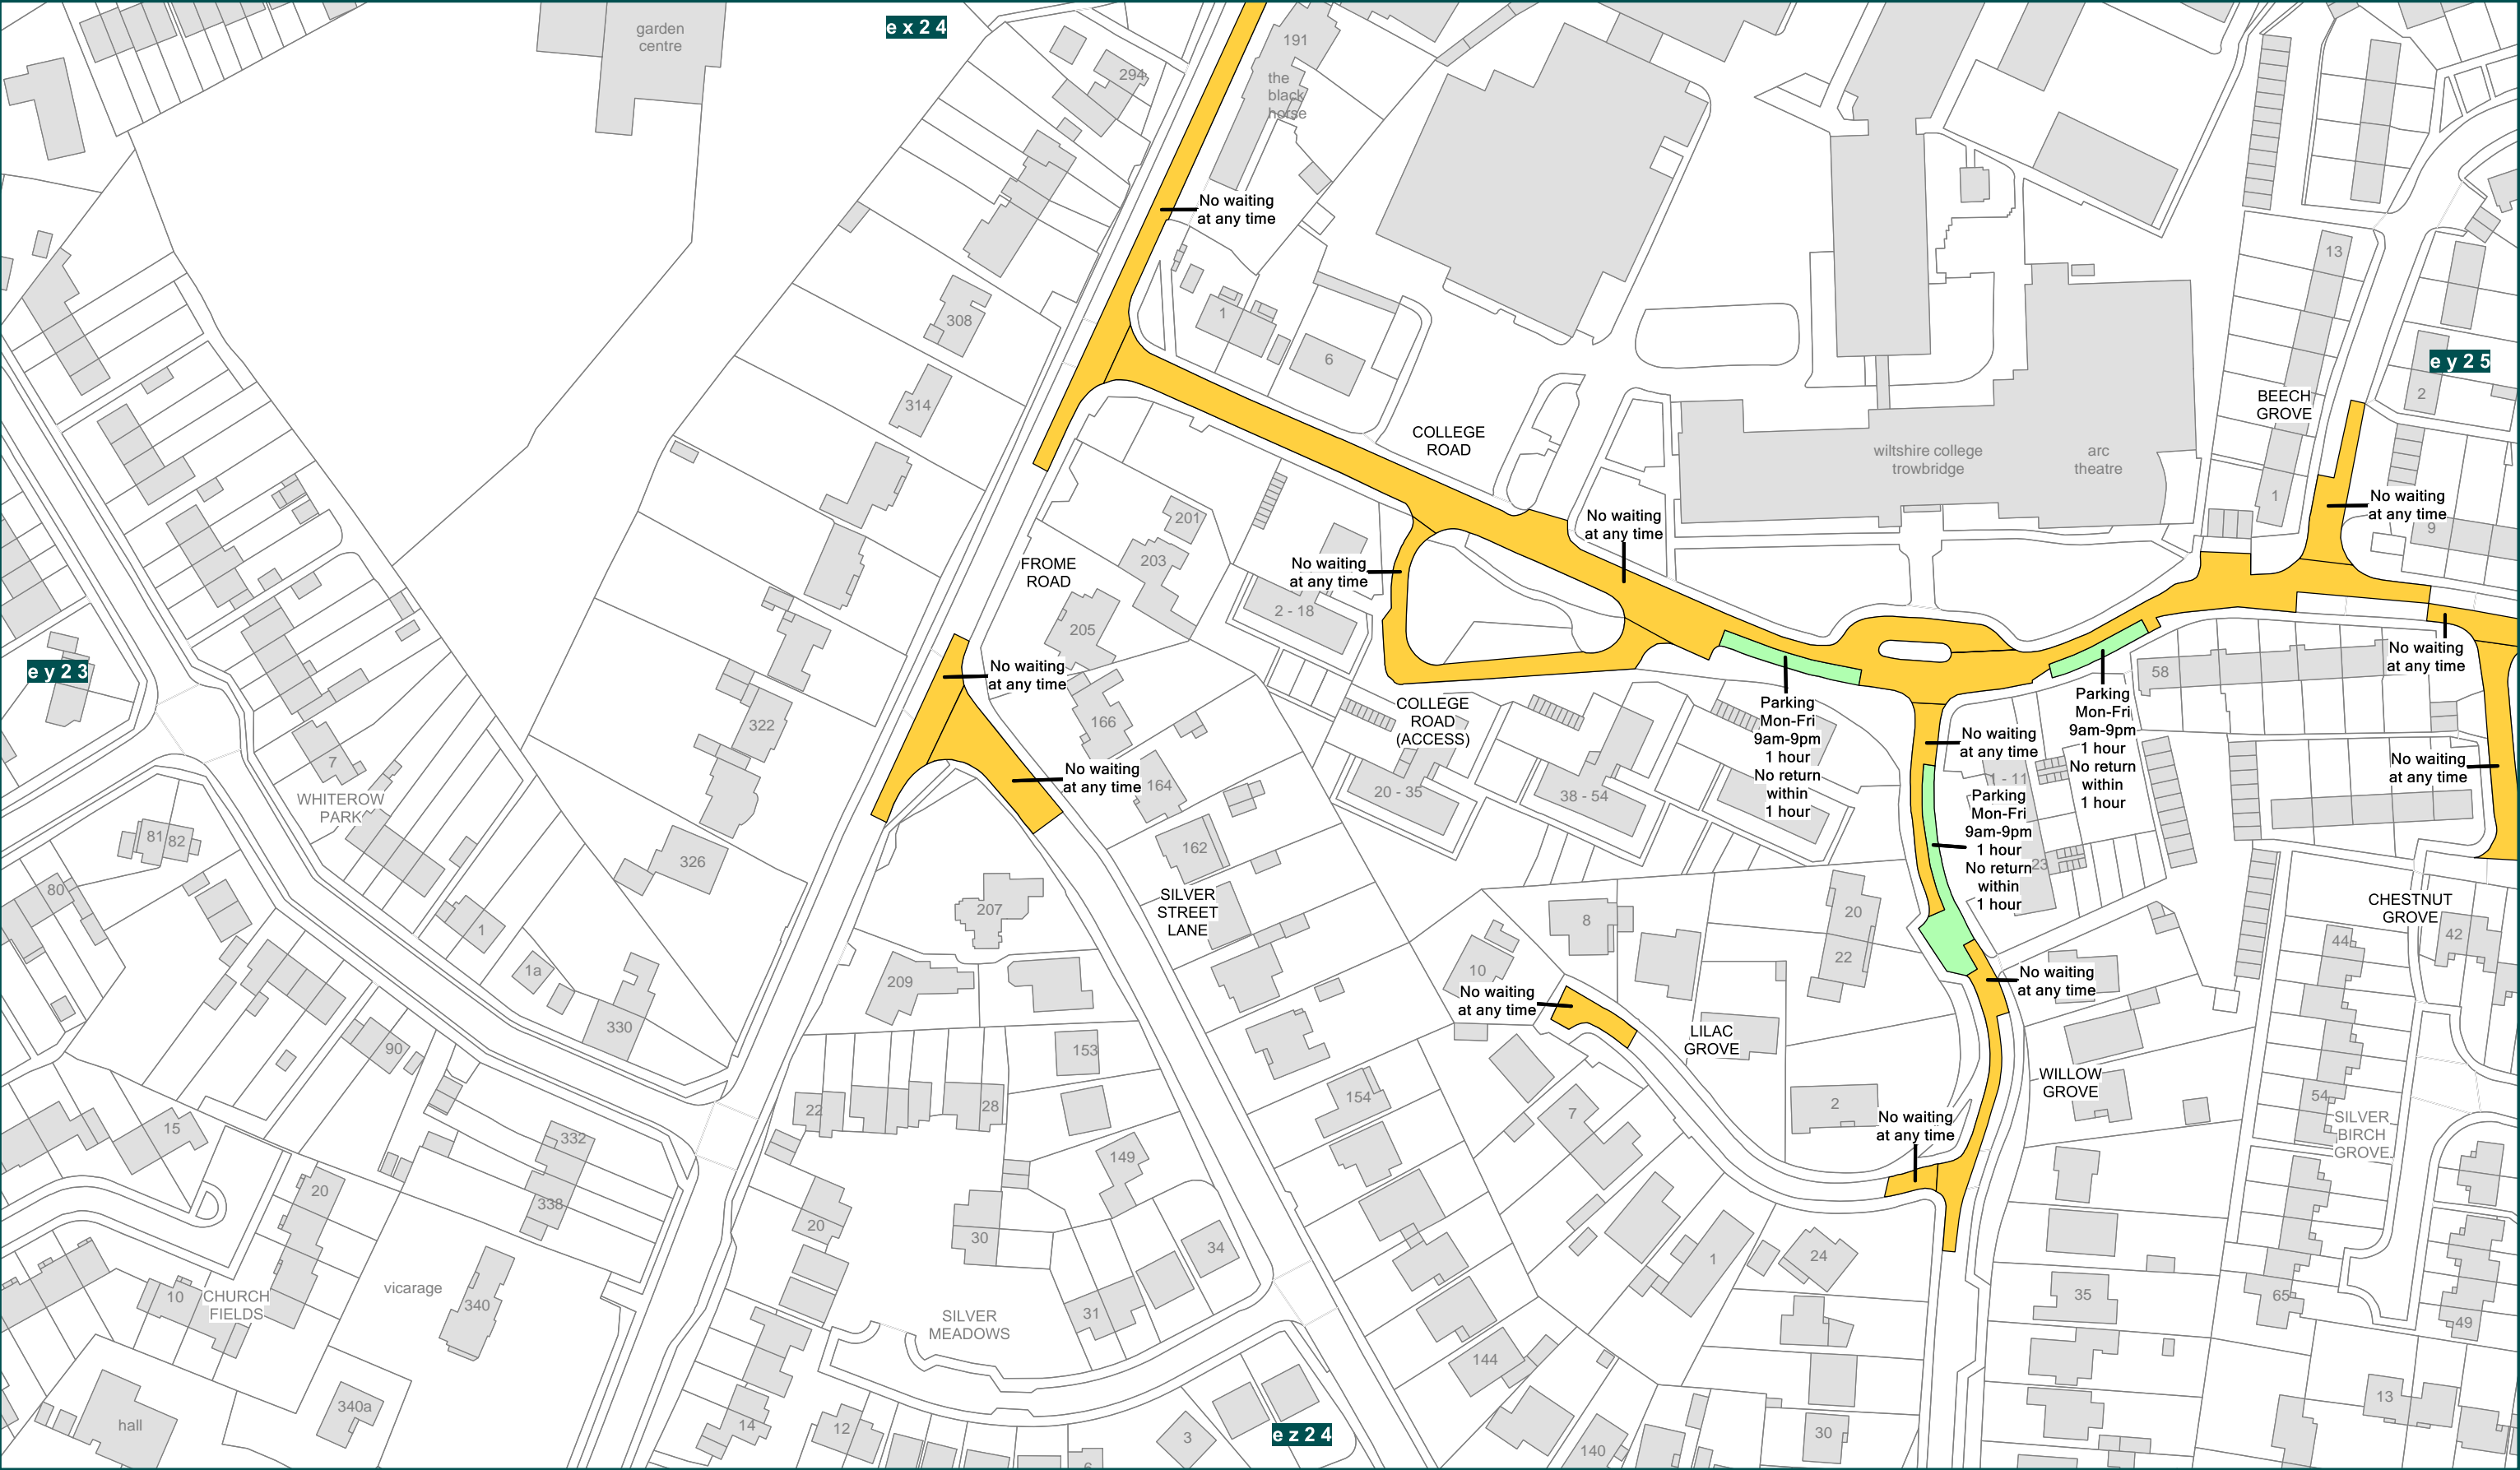 garden
centre
e x 2 4
191
the
black
horse
294
No waiting
at any time
308
1
6
314
13
e y 2 5
2
BEECH
GROVE
1
COLLEGE
ROAD
wiltshire college
trowbridge
arc
theatre
No waiting
at any time
9
No waiting
at any time
201
203
FROME
ROAD
No waiting
at any time
2 - 18
205
e y 2 3
No waiting
at any time
No waiting
at any time
58
322
166
COLLEGE
ROAD
(ACCESS)
Parking
Mon-Fri
9am-9pm
1 hour
No return
within
1 hour
Parking
Mon-Fri
9am-9pm
1 hour
No return
within
1 hour
No waiting
at any time
No waiting
at any time
7
No waiting
at any time
164
1 - 11
20 - 35
38 - 54
WHITEROW
PARK
Parking
Mon-Fri
9am-9pm
1 hour
No return
within
1 hour
23
81
82
80
326
162
SILVER
STREET
LANE
207
8
20
22
CHESTNUT
GROVE
42
44
1
1a
209
10
No waiting
at any time
No waiting
at any time
330
90
153
LILAC
GROVE
WILLOW
GROVE
22
28
154
7
2
54
SILVER
BIRCH
GROVE
No waiting
at any time
15
332
338
149
20
20
30
34
1
24
10
CHURCH
FIELDS
vicarage
340
31
SILVER
MEADOWS
35
65
49
144
340a
hall
14
12
3
e z 2 4
6
140
30
13